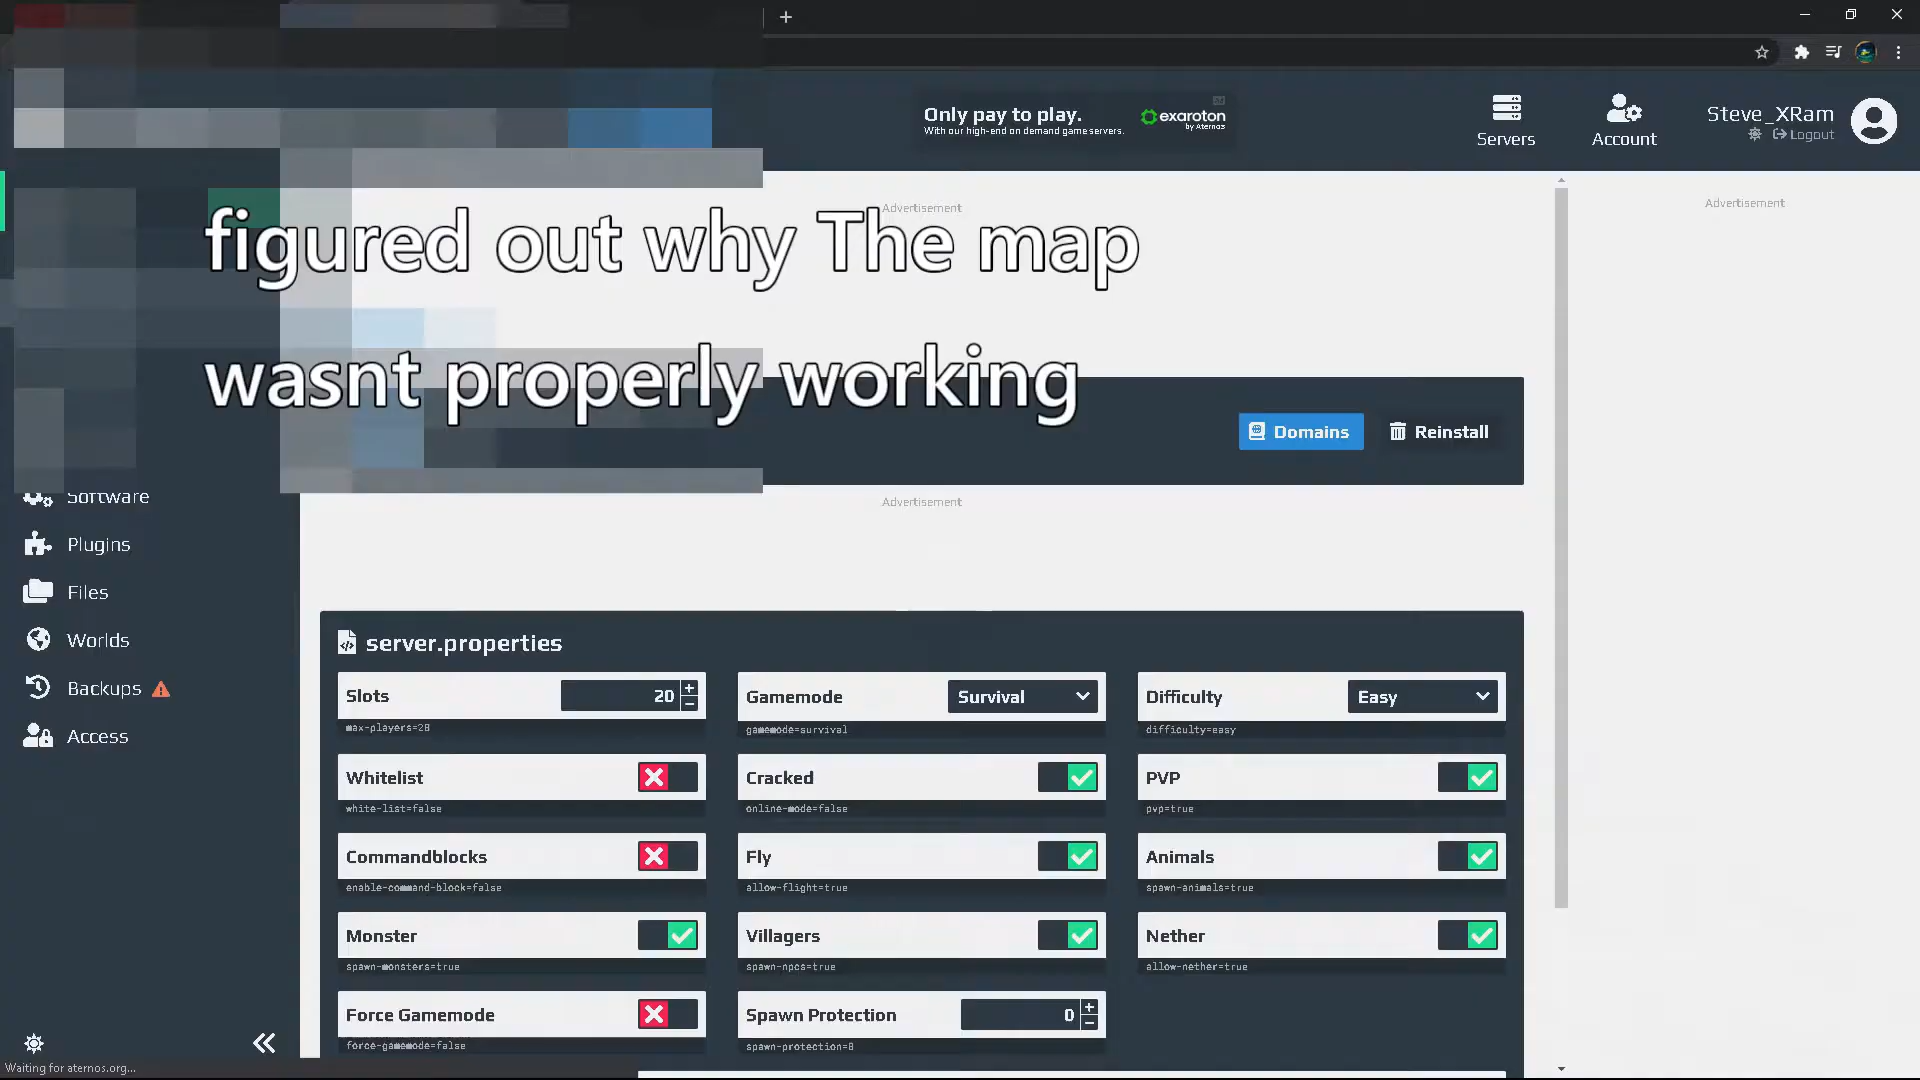 Only pay to play.
With our high-end on demand game servers.
exaroton
by Aternos
Ad
Servers
Account
Steve_XRam
Logout
Advertisement
Advertisement
figured out why The map
wasnt properly working
Domains
Reinstall
Advertisement
Software
Plugins
Files
Worlds
Backups
Access
server.properties
Slots
20
max-players=20
Gamemode
Survival
gamemode=survival
Difficulty
Easy
difficulty=easy
Whitelist
white-list=false
Cracked
online-mode=false
PVP
pvp=true
Commandblocks
enable-command-block=false
Fly
allow-flight=true
Animals
spawn-animals=true
Monster
spawn-monsters=true
Villagers
spawn-npcs=true
Nether
allow-nether=true
Force Gamemode
force-gamemode=false
Spawn Protection
0
spawn-protection=0
Waiting for aternos.org...